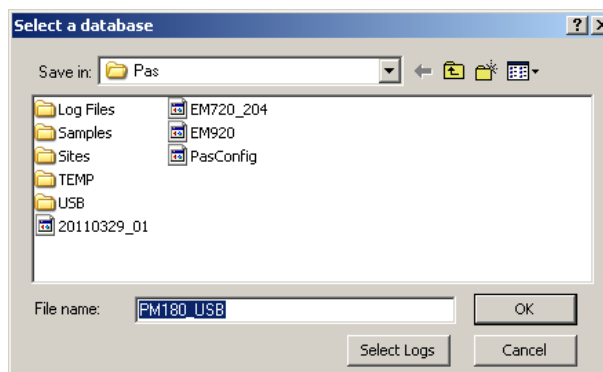 Select a database
Save in: Pas
Log Files
Samples
Sites
TEMP
USB
20110329_01
EM720_204
EM920
PasConfig
File name: PM180_USB
OK
Select Logs
Cancel